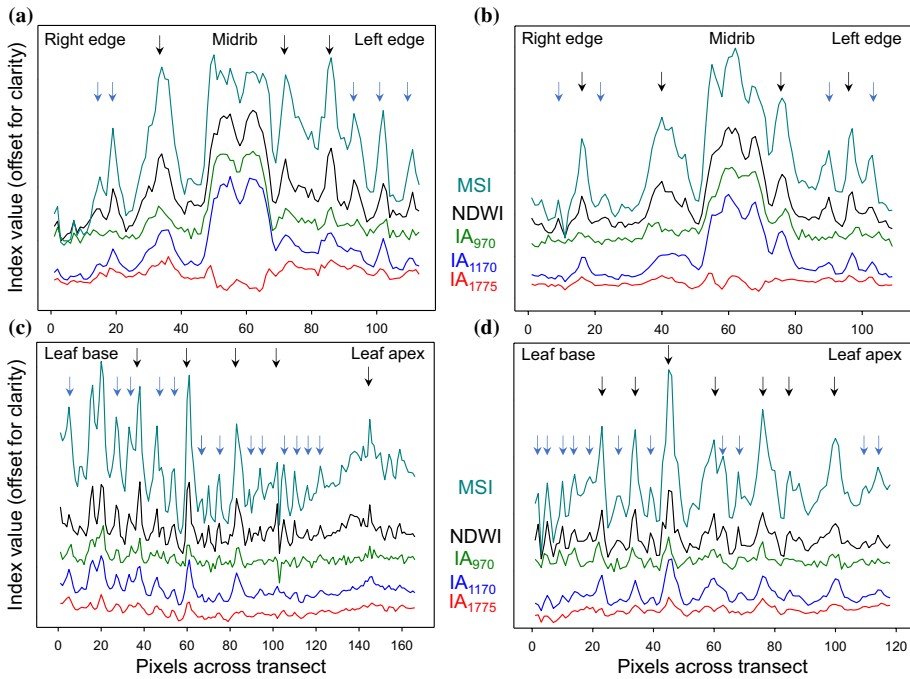 (a)
Right edge
Midrib
Left edge
Index value (offset for clarity)
0
20
40
60
80
100
(b)
Right edge
Midrib
Left edge
0
20
40
60
80
100
MSI
NDWI
IA970
IA1170
IA1775
(c)
Leaf base
Leaf apex
Index value (offset for clarity)
0
20
40
60
80
100
120
140
160
Pixels across transect
(d)
Leaf base
Leaf apex
0
20
40
60
80
100
120
Pixels across transect
MSI
NDWI
IA970
IA1170
IA1775